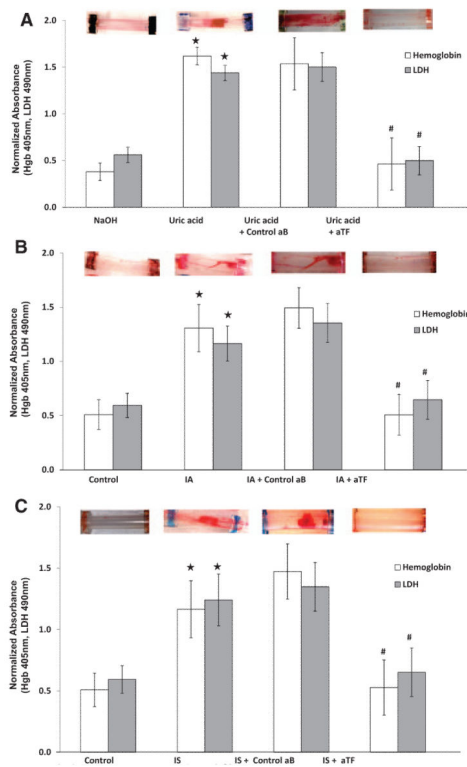 A
2.0
1.5
1.0
0.5
0.0
Normalized Absorbance
(Hgb 405nm, LDH 490nm)
★
★
#
#
Hemoglobin
LDH
NaOH
Uric acid
Uric acid
+ Control aB
Uric acid
+ aTF
B
2.0
1.5
1.0
0.5
0.0
Normalized Absorbance
(Hgb 405nm, LDH 490nm)
★
★
#
#
Hemoglobin
LDH
Control
IA
IA + Control aB
IA + aTF
C
2.0
1.5
1.0
0.5
0.0
Normalized Absorbance
(Hgb 405nm, LDH 490nm)
★
★
#
#
Hemoglobin
LDH
Control
IS
IS + Control aB
IS + aTF